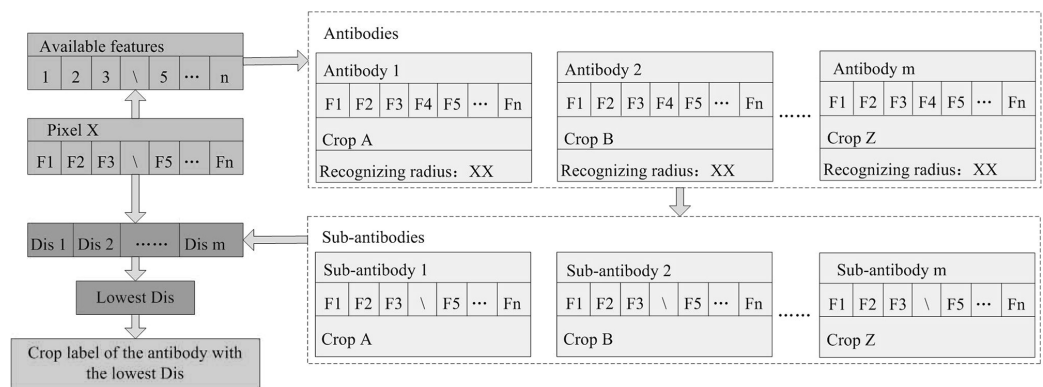 Available features
1 2 3 \ 5 ··· n
Pixel X
F1 F2 F3 \ F5 ··· Fn
Dis 1 Dis 2 ······ Dis m
Lowest Dis
Crop label of the antibody with
the lowest Dis
Antibodies
Antibody 1
F1 F2 F3 F4 F5 ··· Fn
Crop A
Recognizing radius: XX
Antibody 2
F1 F2 F3 F4 F5 ··· Fn
Crop B
Recognizing radius: XX
······
Antibody m
F1 F2 F3 F4 F5 ··· Fn
Crop Z
Recognizing radius: XX
Sub-antibodies
Sub-antibody 1
F1 F2 F3 \ F5 ··· Fn
Crop A
Sub-antibody 2
F1 F2 F3 \ F5 ··· Fn
Crop B
······
Sub-antibody m
F1 F2 F3 \ F5 ··· Fn
Crop Z